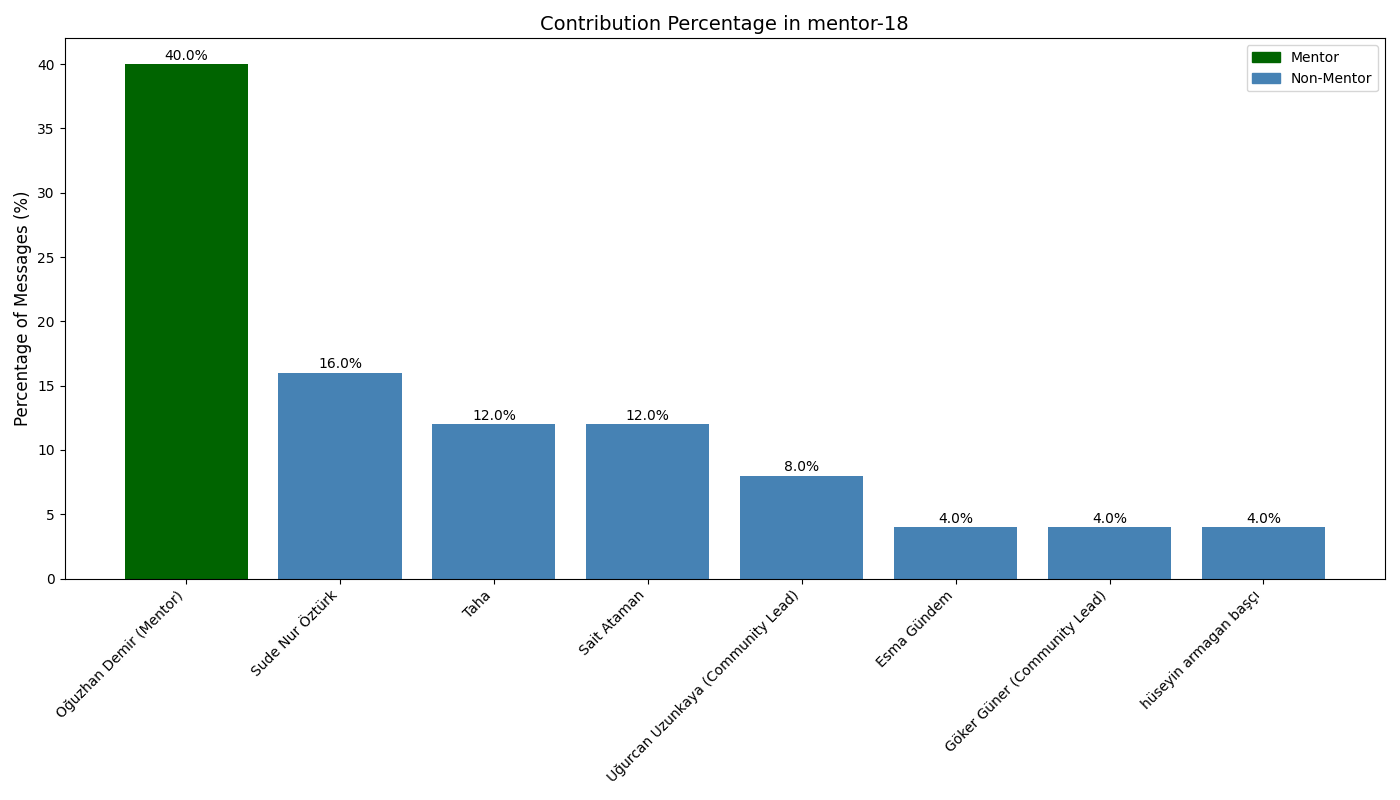 Contribution Percentage in mentor-18
Mentor
Non-Mentor
Percentage of Messages (%)
40
35
30
25
20
15
10
5
0
40.0%
16.0%
12.0%
12.0%
8.0%
4.0%
4.0%
4.0%
Oğuzhan Demir (Mentor)
Sude Nur Öztürk
Taha
Sait Ataman
Uğurcan Uzunkaya (Community Lead)
Esma Gündem
Göker Güner (Community Lead)
hüseyin armagan başçı